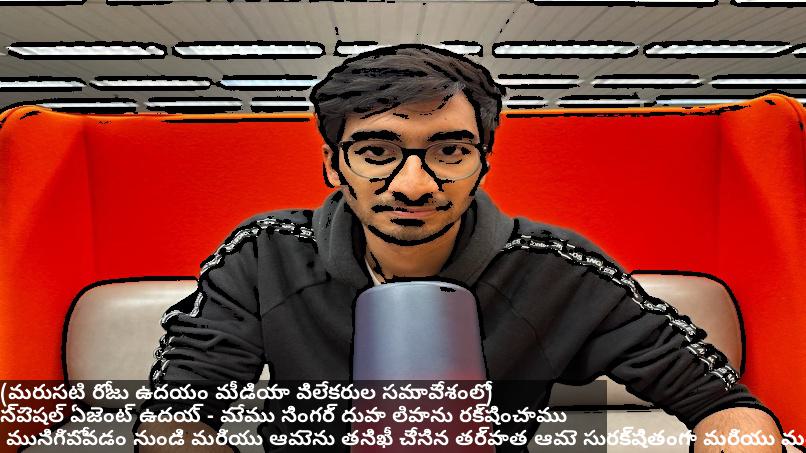 (మరుసటి రోజు ఉదయం మీడియా విలేకరుల సమావేశంలో)
స్పెషల్ ఏజెంట్ ఉదయ్ - మేము సింగర్ దువా లిపాను రక్షించాము
మునిగిపోవడం నుండి మరియు ఆమెను తనిఖీ చేసిన తర్వాత ఆమె సురక్షితంగా మరియు